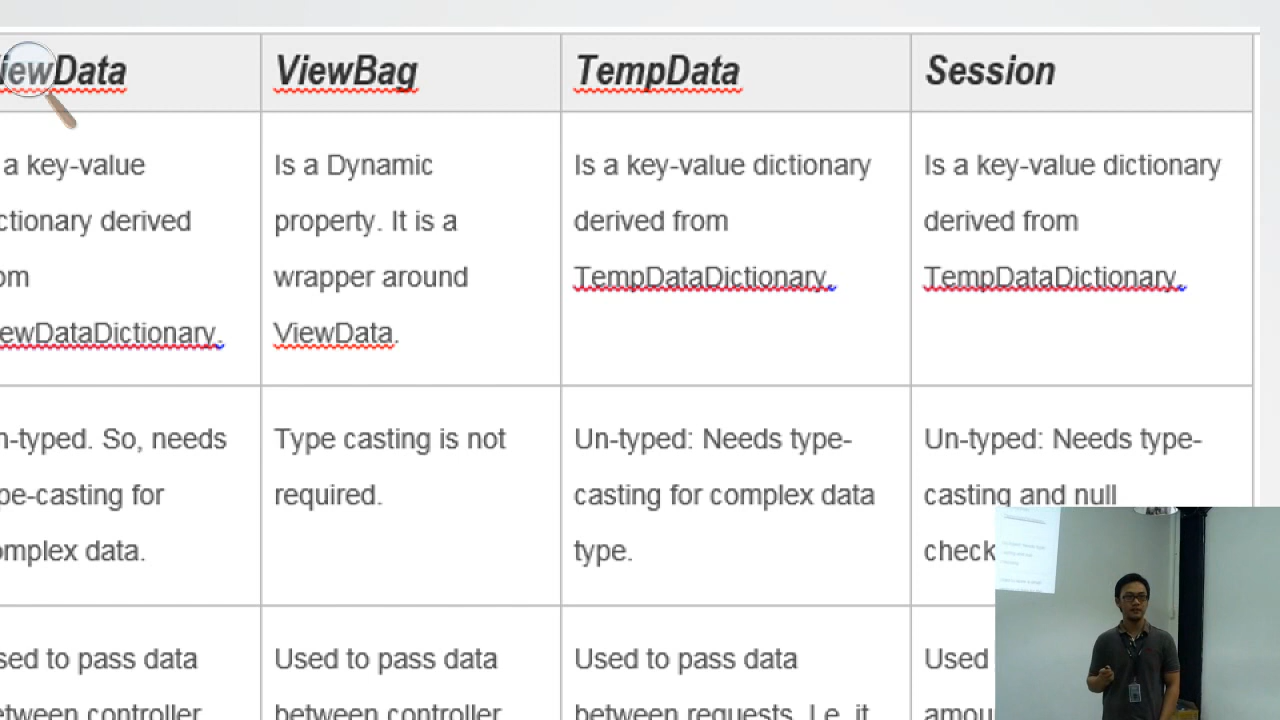 iewData ViewBag TempData Session
a key-value Is a Dynamic Is a key-value dictionary Is a key-value dictionary
ctionary derived property. It is a derived from derived from
om wrapper around TempDataDictionary. TempDataDictionary.
ewDataDictionary. ViewData.
n-typed. So, needs Type casting is not Un-typed: Needs type- Un-typed: Needs type-
pe-casting for required. casting for complex data casting and null
omplex data. type. check
sed to pass data Used to pass data Used to pass data Used
etween controller between controller between requests. I.e. it amou